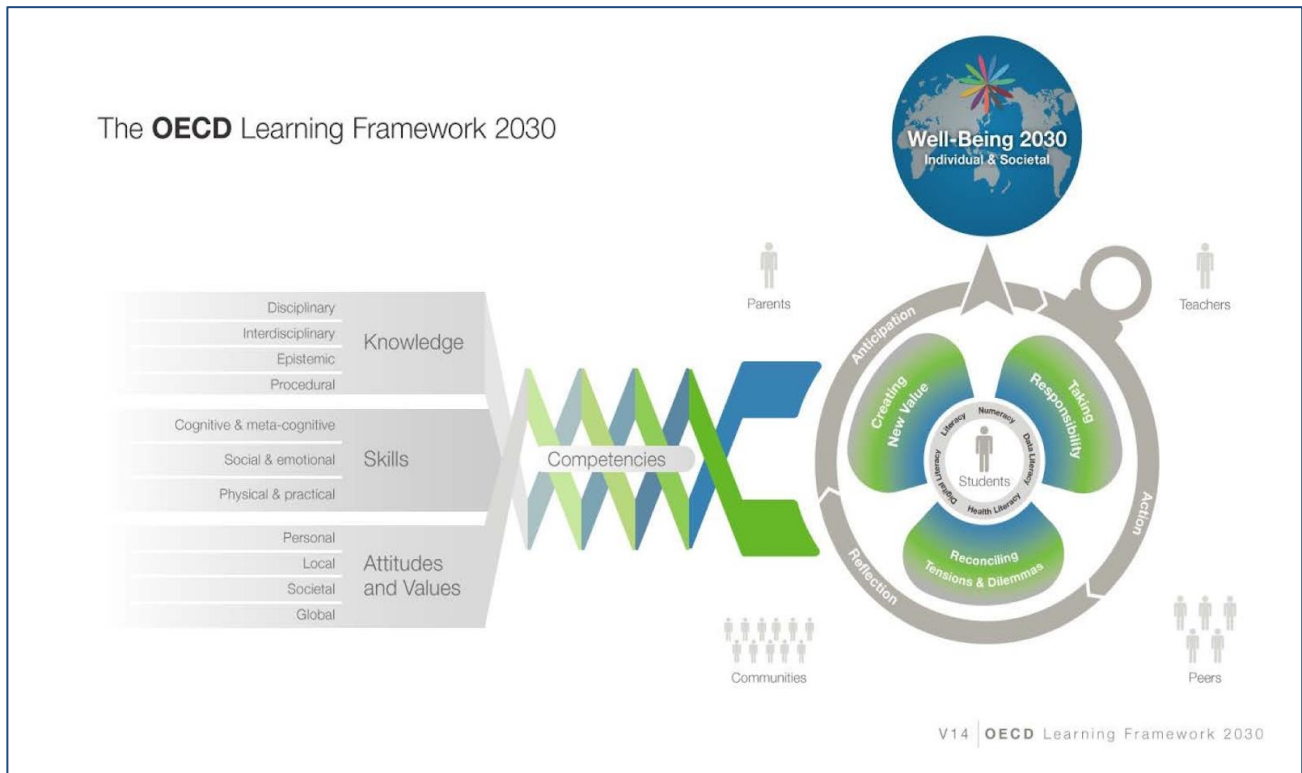 The OECD Learning Framework 2030
Well-Being 2030
Individual & Societal
Parents
Teachers
Disciplinary
Interdisciplinary
Epistemic
Procedural
Knowledge
Cognitive & meta-cognitive
Social & emotional
Physical & practical
Skills
Personal
Local
Societal
Global
Attitudes
and Values
Competencies
Anticipation
Action
Reflection
Creating
New Value
Taking
Responsibility
Reconciling
Tensions & Dilemmas
Literacy
Numeracy
Data Literacy
Health Literacy
Digital Literacy
Students
Communities
Peers
V14 | OECD Learning Framework 2030